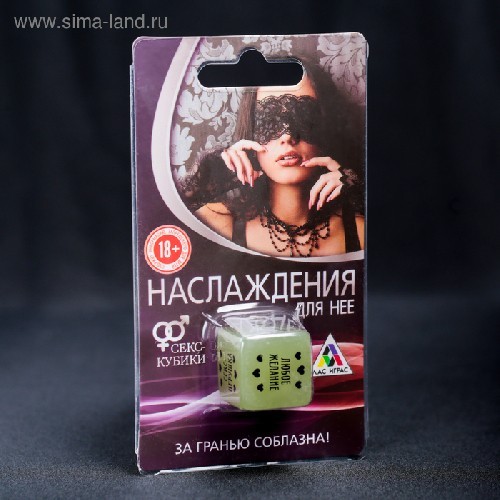 www.sima-land.ru
18+
НАСЛАЖДЕНИЯ
ДЛЯ НЕЕ
СЕКС-
КУБИКИ
ЛЮБОЕ
ЖЕЛАНИЕ
ЛАС ИГРАС
ЗА ГРАНЬЮ СОБЛАЗНА!